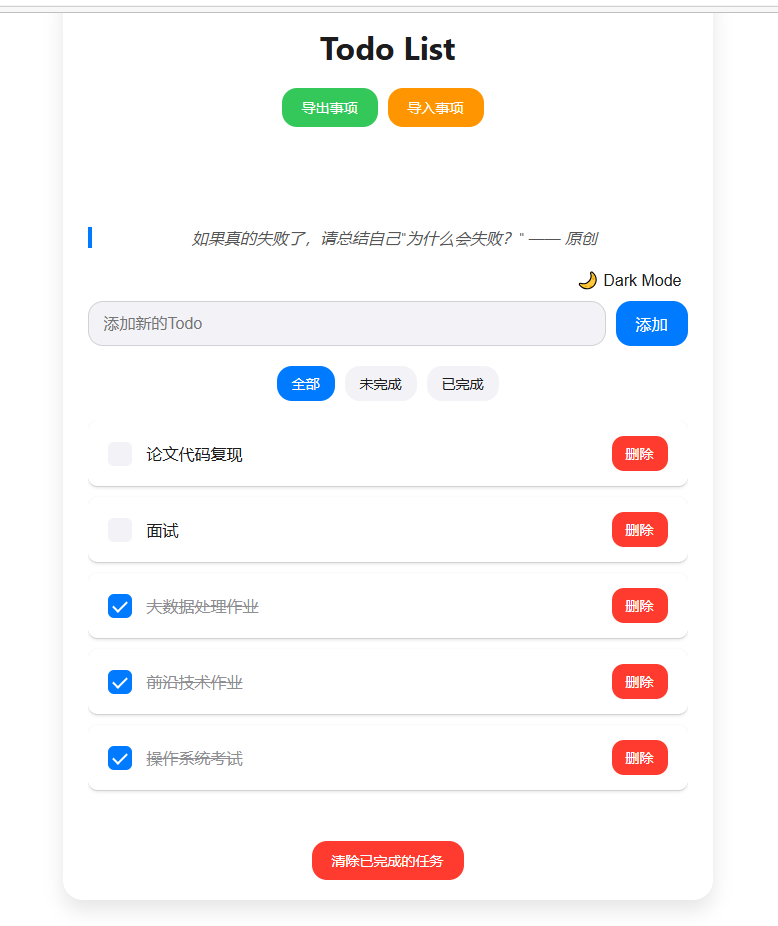 Todo List
导出事项 导入事项
如果真的失败了，请总结自己"为什么会失败？" —— 原创
🌙 Dark Mode
添加新的Todo 添加
全部 未完成 已完成
论文代码复现 删除
面试 删除
大数据处理作业 删除
前沿技术作业 删除
操作系统考试 删除
清除已完成的任务